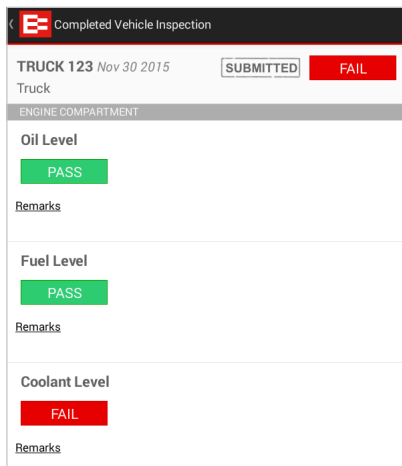 Completed Vehicle Inspection
TRUCK 123 Nov 30 2015 SUBMITTED FAIL
Truck
ENGINE COMPARTMENT
Oil Level
PASS
Remarks
Fuel Level
PASS
Remarks
Coolant Level
FAIL
Remarks